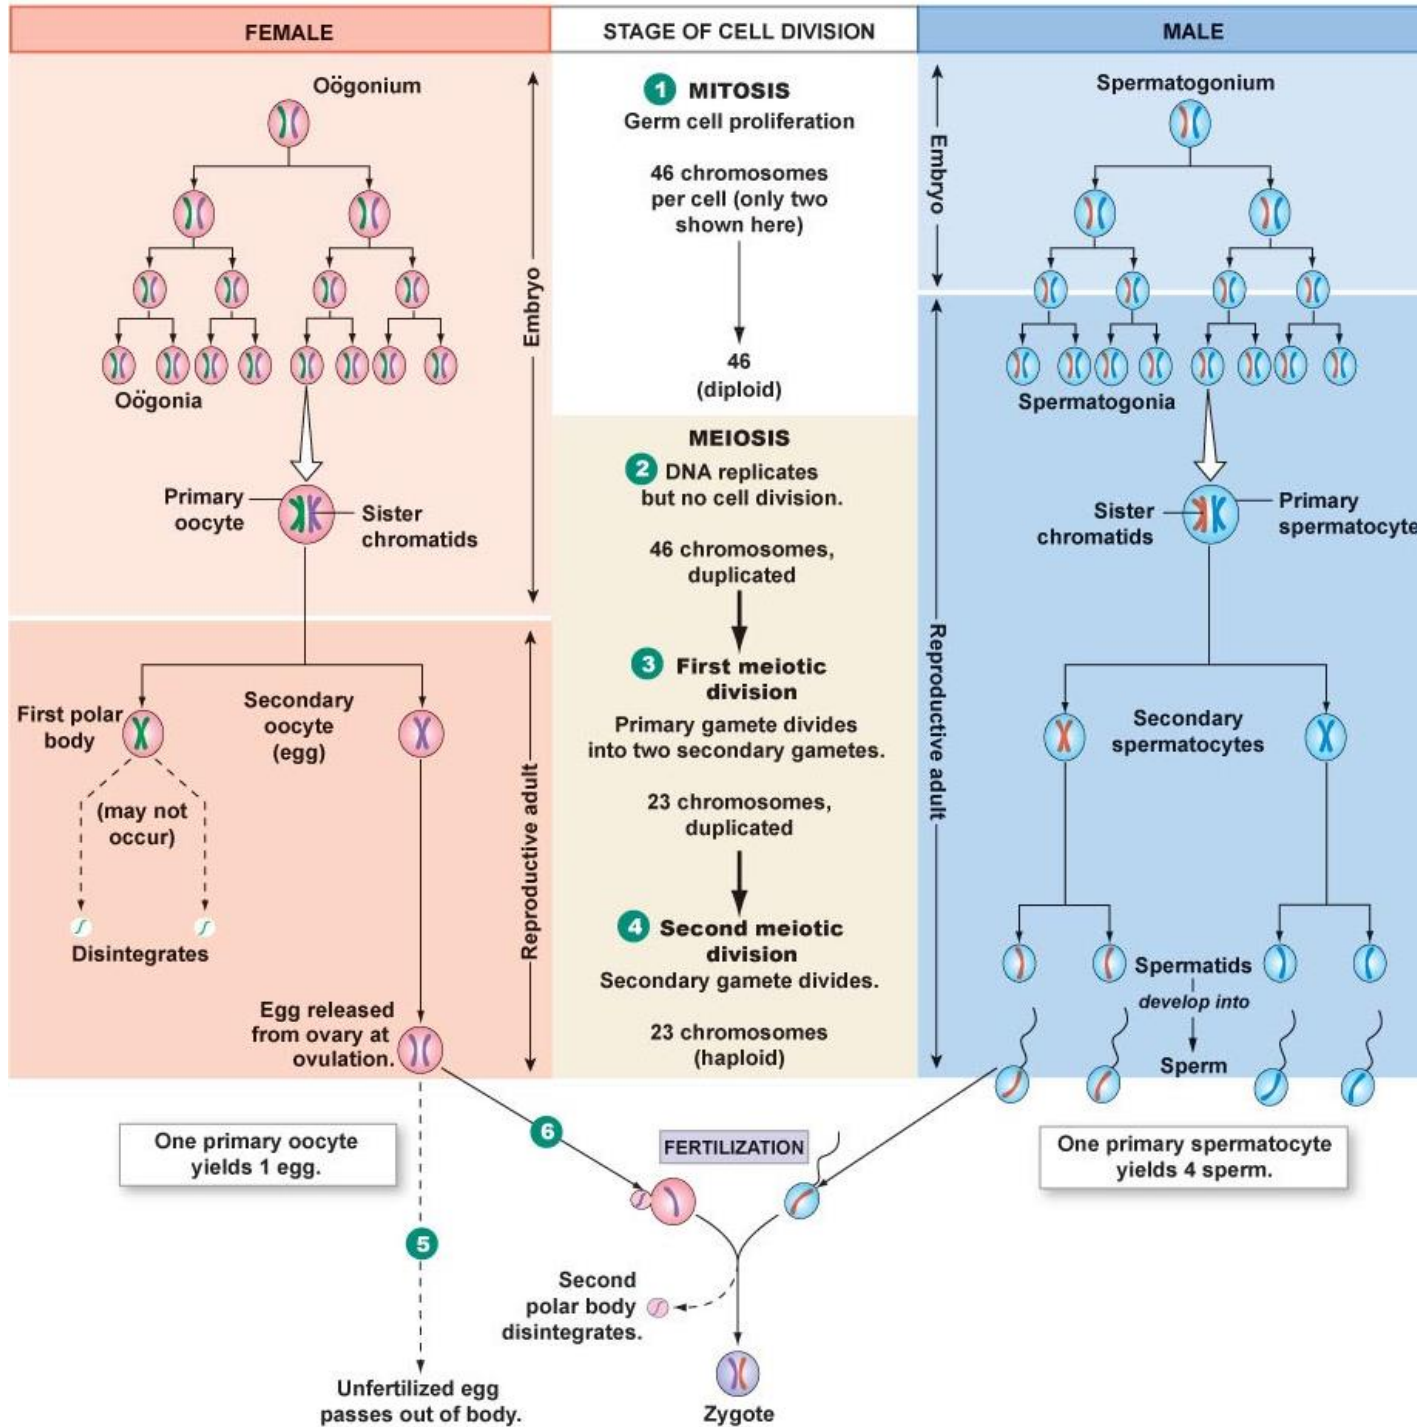 FEMALE
STAGE OF CELL DIVISION
MALE
Oögonium
Embryo
Oögonia
Primary
oocyte
Sister
chromatids
First polar
body
Secondary
oocyte
(egg)
(may not
occur)
Disintegrates
Reproductive adult
Egg released
from ovary at
ovulation.
1 MITOSIS
Germ cell proliferation
46 chromosomes
per cell (only two
shown here)
46
(diploid)
MEIOSIS
2 DNA replicates
but no cell division.
46 chromosomes,
duplicated
3 First meiotic
division
Primary gamete divides
into two secondary gametes.
23 chromosomes,
duplicated
4 Second meiotic
division
Secondary gamete divides.
23 chromosomes
(haploid)
Spermatogonium
Embryo
Spermatogonia
Sister
chromatids
Primary
spermatocyte
Reproductive adult
Secondary
spermatocytes
Spermatids
develop into
Sperm
One primary oocyte
yields 1 egg.
6
FERTILIZATION
One primary spermatocyte
yields 4 sperm.
5
Second
polar body
disintegrates.
Unfertilized egg
passes out of body.
Zygote